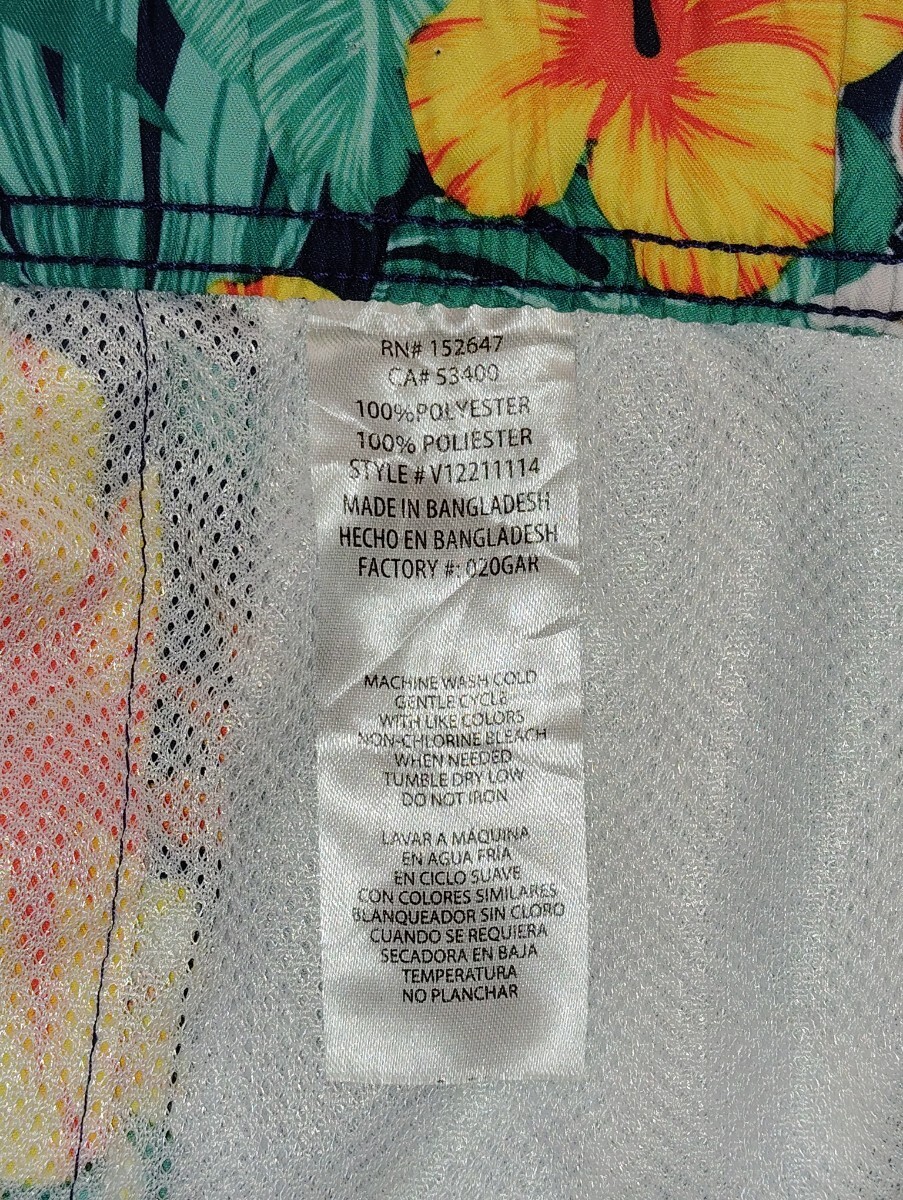 RN# 152647
CA# 53400
100%POLYESTER
100% POLIESTER
STYLE # V12211114
MADE IN BANGLADESH
HECHO EN BANGLADESH
FACTORY #: 020GAR
MACHINE WASH COLD
GENTLE CYCLE
WITH LIKE COLORS
NON-CHLORINE BLEACH
WHEN NEEDED
TUMBLE DRY LOW
DO NOT IRON
LAVAR A MÁQUINA
EN AGUA FRÍA
EN CICLO SUAVE
CON COLORES SIMILARES
BLANQUEADOR SIN CLORO
CUANDO SE REQUIERA
SECADORA EN BAJA
TEMPERATURA
NO PLANCHAR